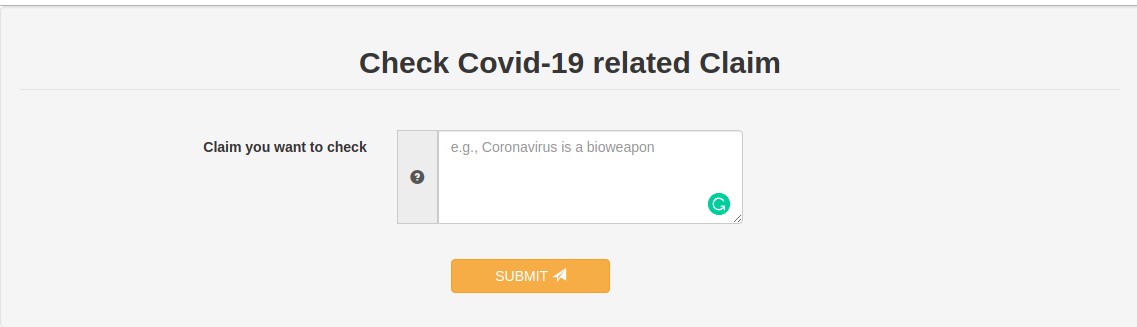 Check Covid-19 related Claim
Claim you want to check
e.g., Coronavirus is a bioweapon
SUBMIT